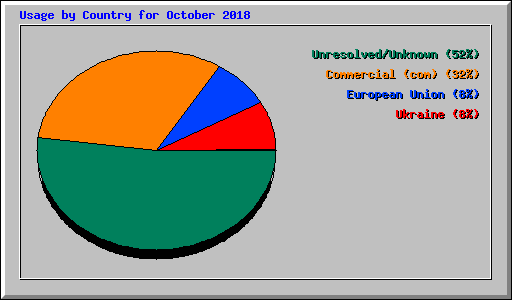 Usage by Country for October 2018
Unresolved/Unknown (52%)
Commercial (com) (32%)
European Union (8%)
Ukraine (8%)